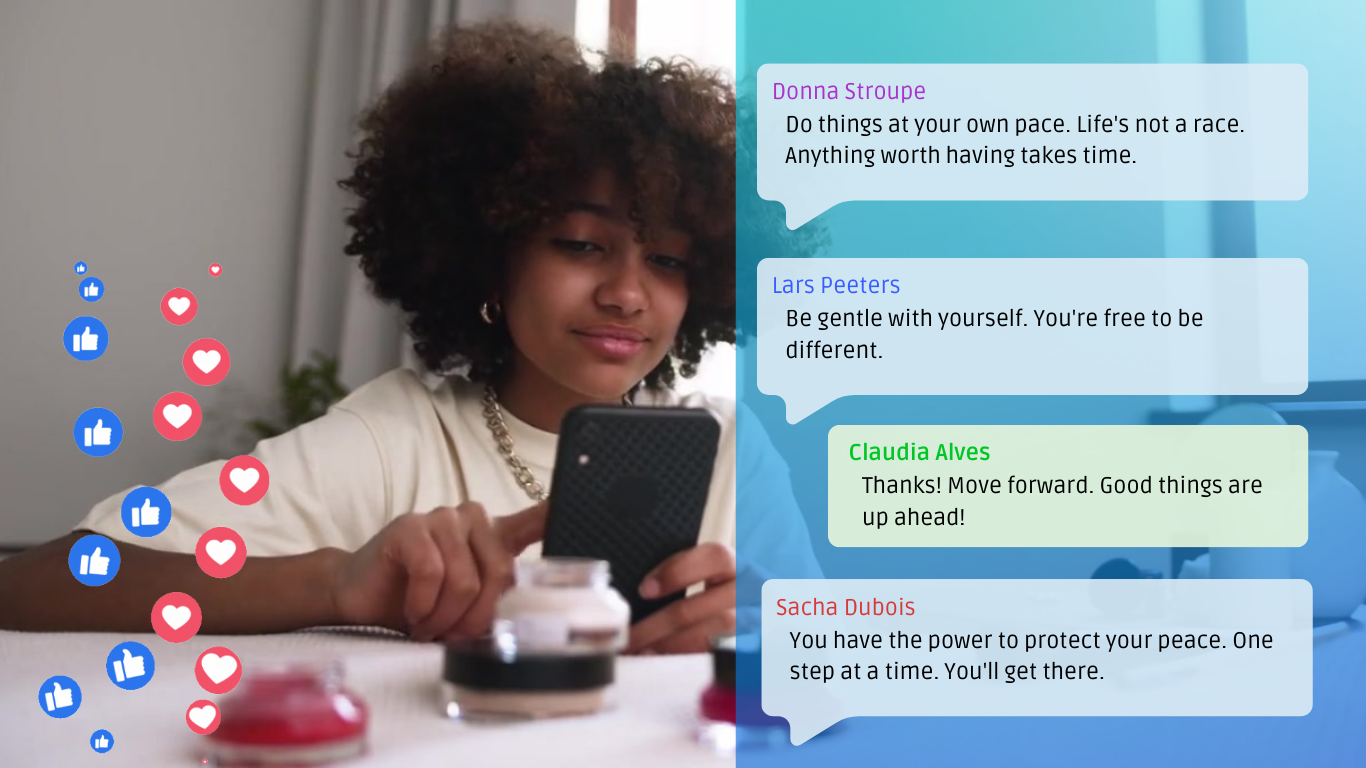 Donna Stroupe
Do things at your own pace. Life's not a race.
Anything worth having takes time.
Lars Peeters
Be gentle with yourself. You're free to be
different.
Claudia Alves
Thanks! Move forward. Good things are
up ahead!
Sacha Dubois
You have the power to protect your peace. One
step at a time. You'll get there.